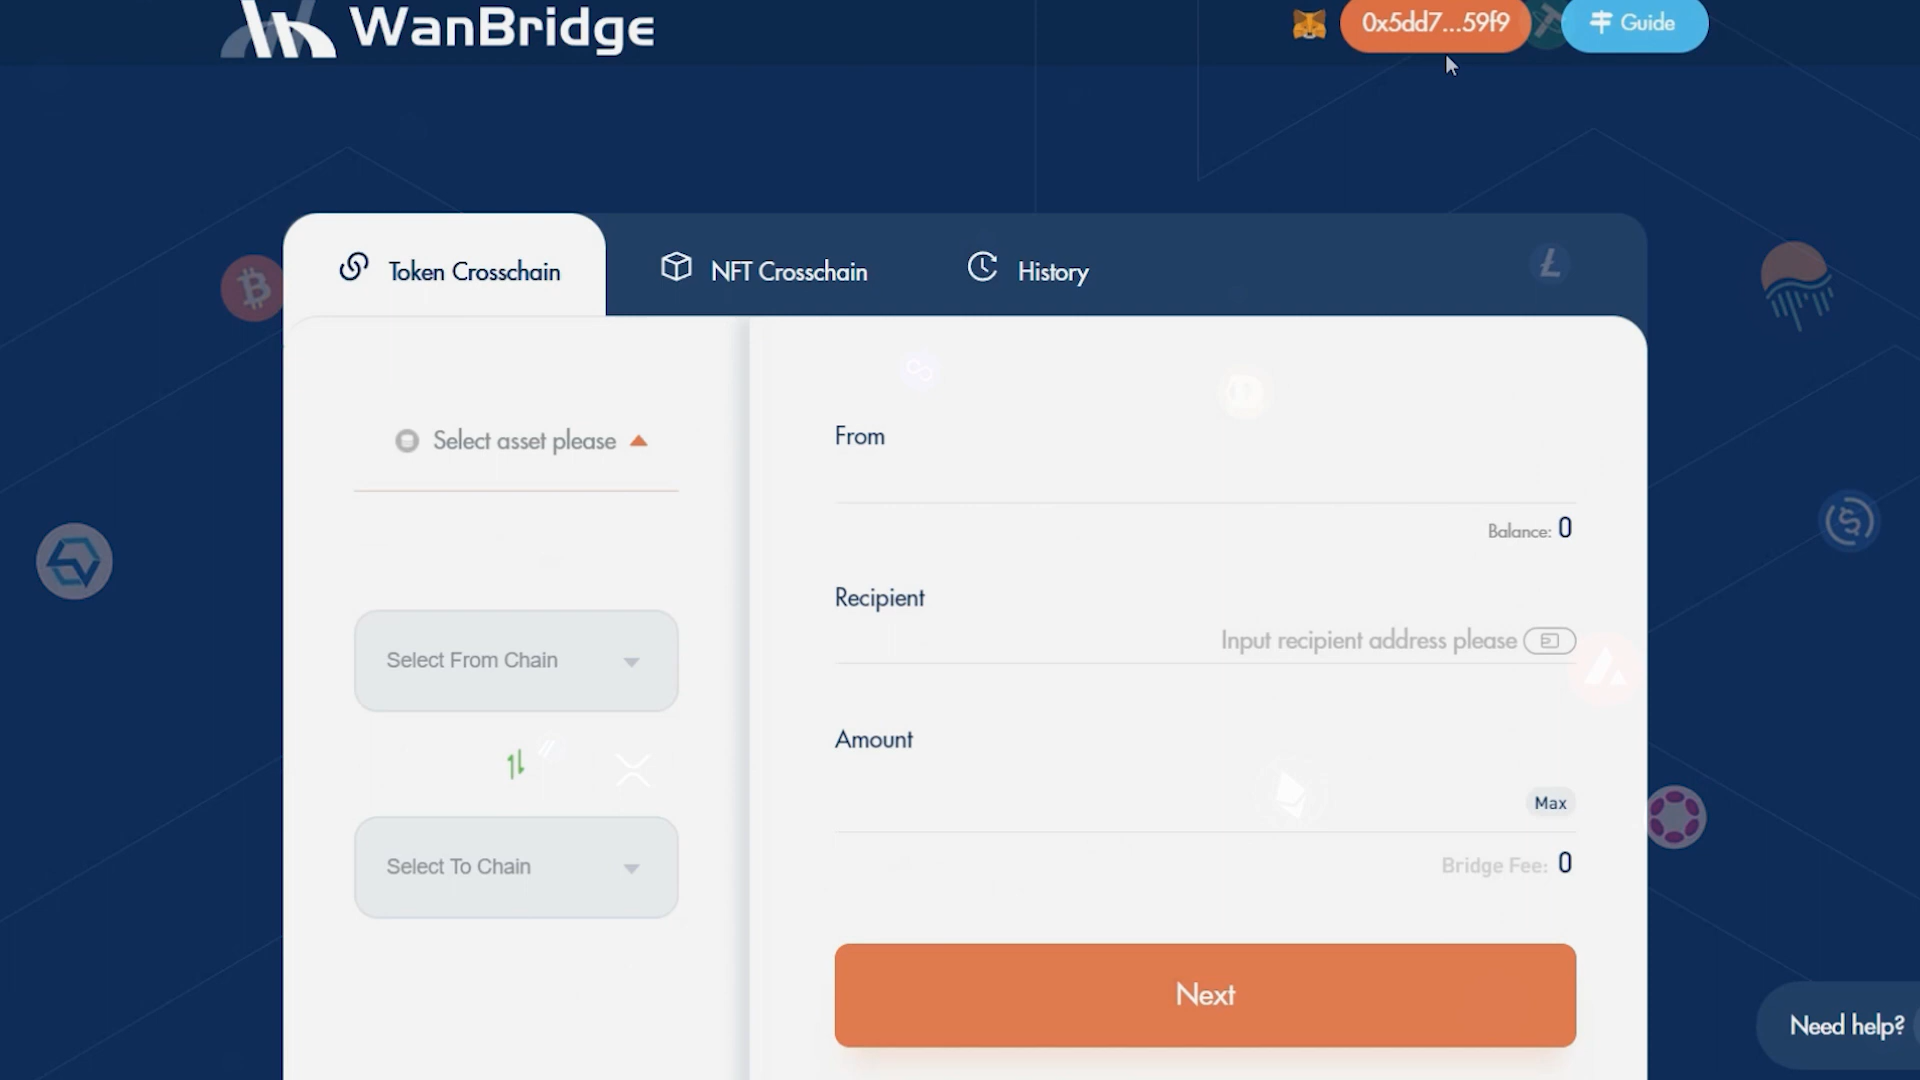 WanBridge
0x5dd7...59f9
Guide
Token Crosschain
NFT Crosschain
History
Select asset please
From
Balance: 0
Recipient
Input recipient address please
Select From Chain
Amount
Max
Select To Chain
Bridge Fee: 0
Next
Need help?